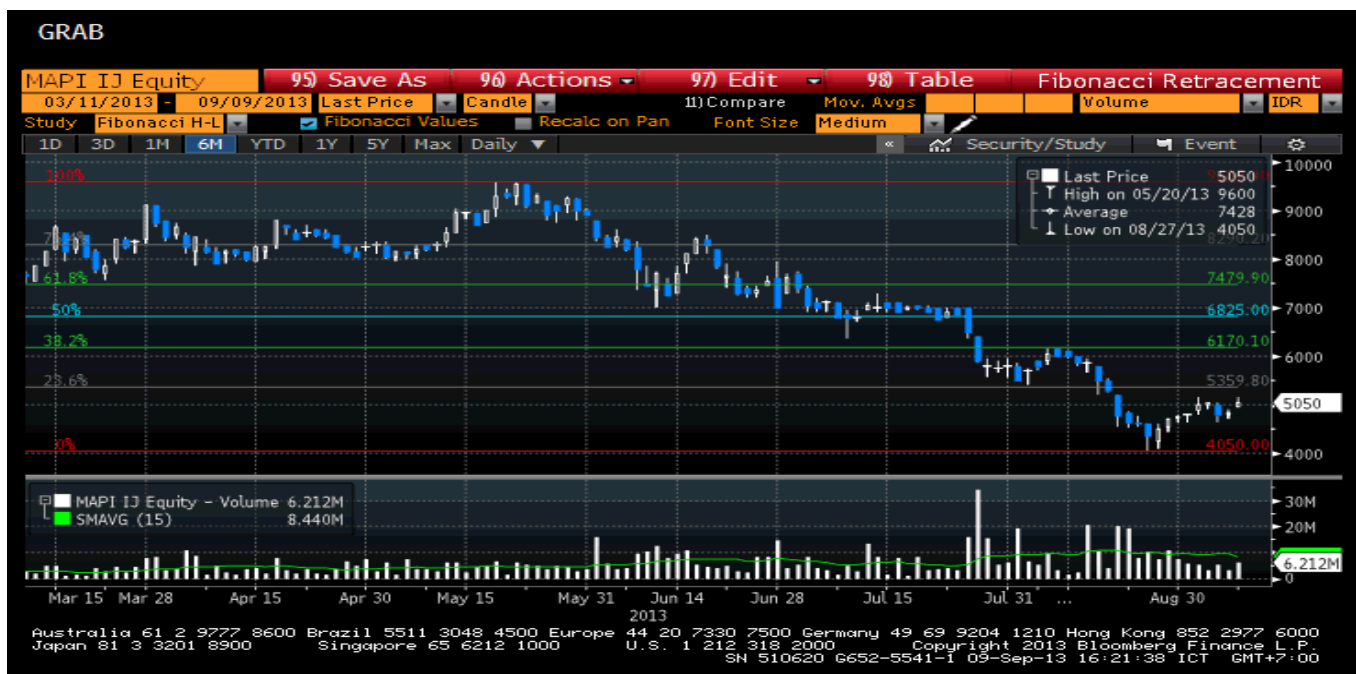 GRAB
MAPI IJ Equity 95) Save As 96) Actions 97) Edit 98) Table Fibonacci Retracement
03/11/2013 - 09/09/2013 Last Price Candle 11) Compare Mov. Avgs Volume IDR
Study Fibonacci H-L Fibonacci Values Recalc on Pan Font Size Medium
1D 3D 1M 6M YTD 1Y 5Y Max Daily ▼ « Security/Study Event
10000
100% Last Price 5050
High on 05/20/13 9600
9000
Average 7428
Low on 08/27/13 4050
8290.20
8000
61.8% 7479.90
7000
50% 6825.00
38.2% 6170.10
6000
23.6% 5359.80
5050
0% 4050.00
4000
MAPI IJ Equity - Volume 6.212M
SMAVG (15) 8.440M
30M
20M
6.212M
0
Mar 15 Mar 28 Apr 15 Apr 30 May 15 May 31 Jun 14 Jun 28 Jul 15 Jul 31 ... Aug 30
2013
Australia 61 2 9777 8600 Brazil 5511 3048 4500 Europe 44 20 7330 7500 Germany 49 69 9204 1210 Hong Kong 852 2977 6000
Japan 81 3 3201 8900 Singapore 65 6212 1000 U.S. 1 212 318 2000 Copyright 2013 Bloomberg Finance L.P.
SN 510620 G652-5541-1 09-Sep-13 16:21:38 ICT GMT+7:00